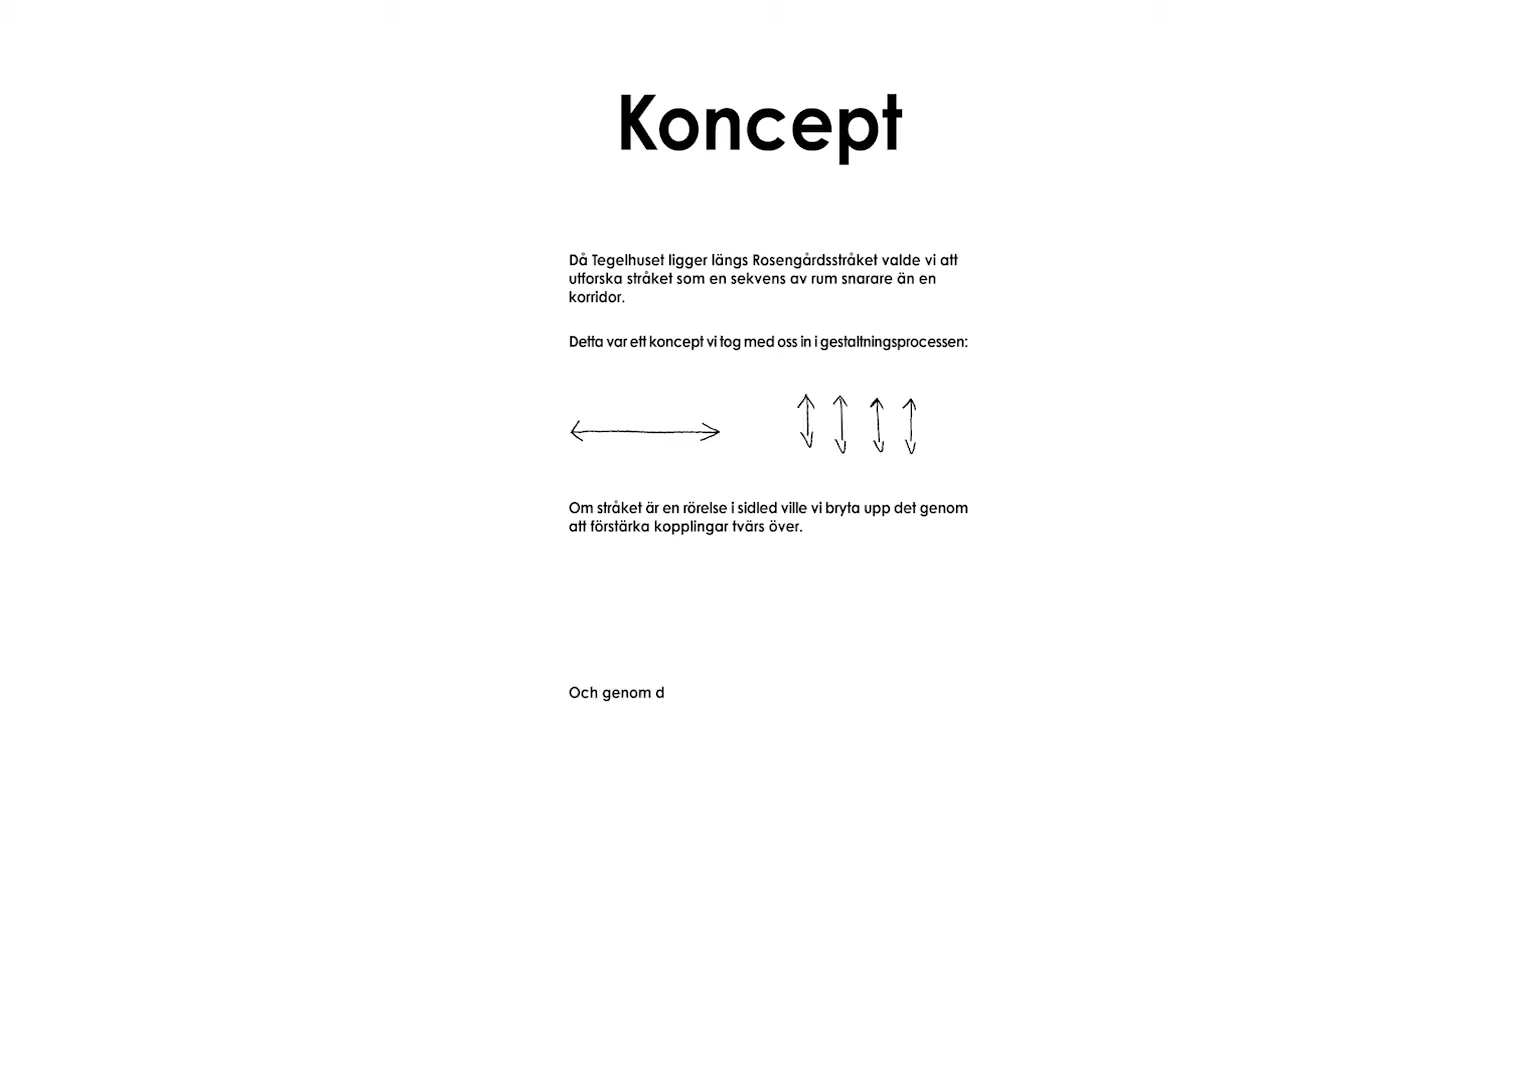 Koncept
Då Tegelhuset ligger längs Rosengårdsstråket valde vi att
utforska stråket som en sekvens av rum snarare än en
korridor.
Detta var ett koncept vi tog med oss in i gestaltningsprocessen:
Om stråket är en rörelse i sidled ville vi bryta upp det genom
att förstärka kopplingar tvärs över.
Och genom d